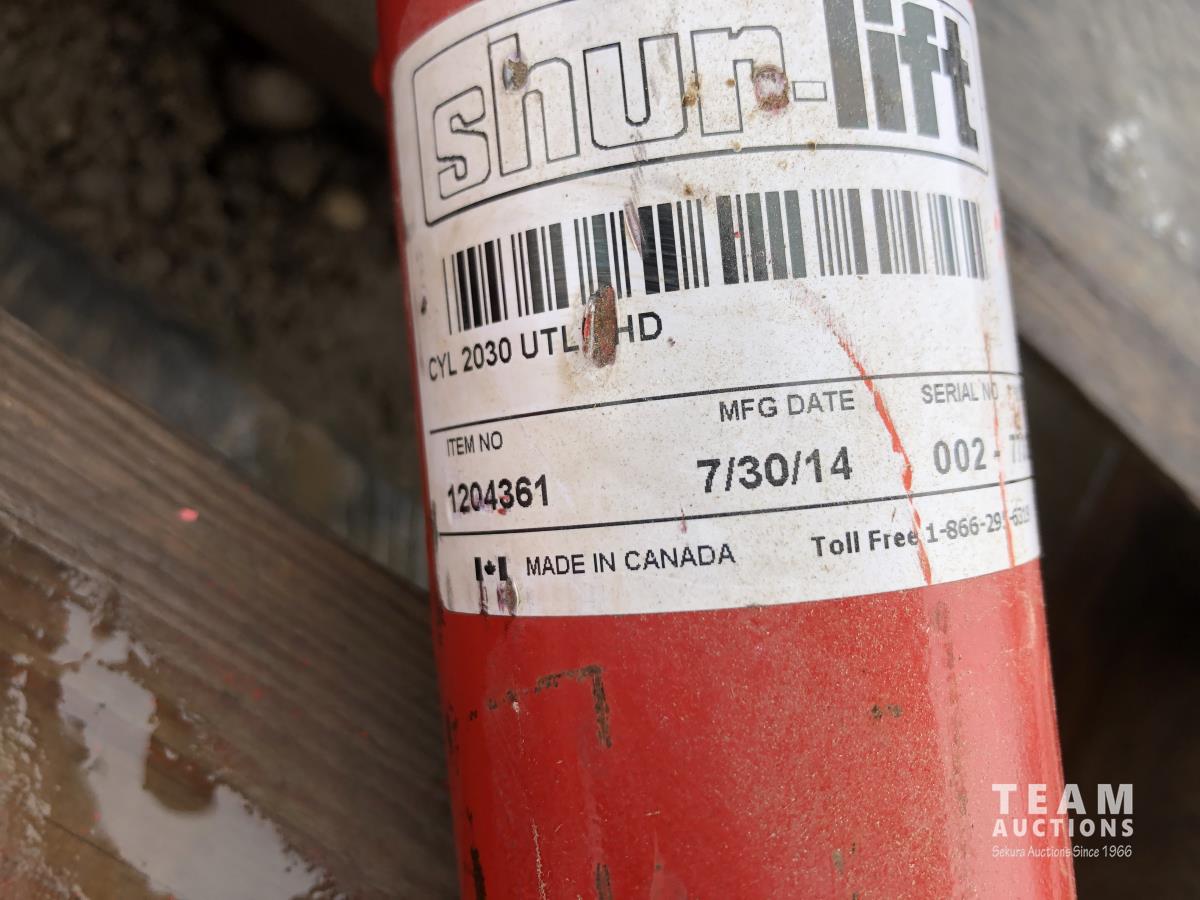 shur-lift
CYL 2030 UTL HD
ITEM NO
MFG DATE
SERIAL NO
1204361
7/30/14
002 -
MADE IN CANADA
Toll Free
TEAM
AUCTIONS
Sekura Auctions Since 1966